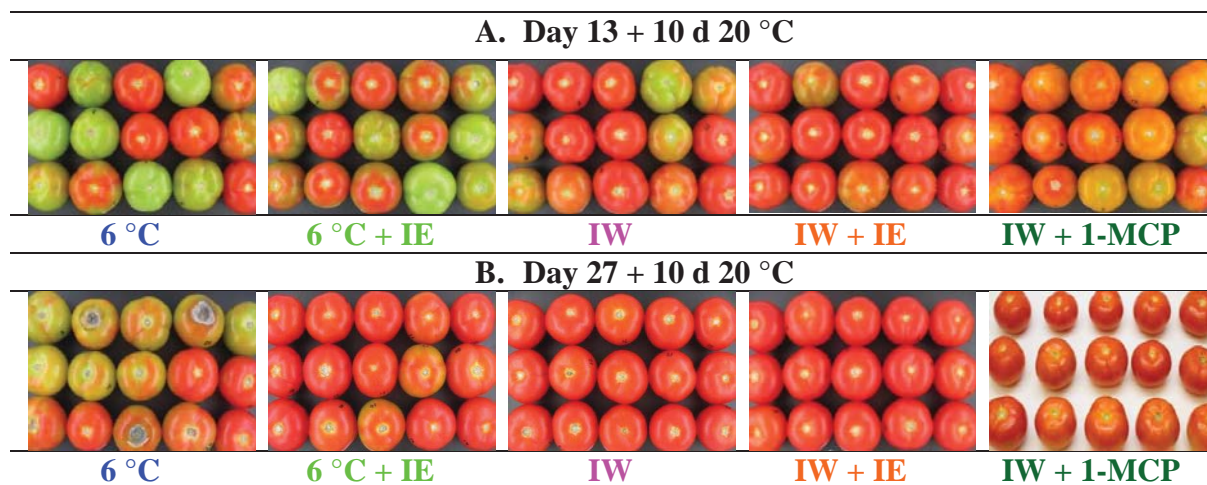 A. Day 13 + 10 d 20 °C
6 °C
6 °C + IE
IW
IW + IE
IW + 1-MCP
B. Day 27 + 10 d 20 °C
6 °C
6 °C + IE
IW
IW + IE
IW + 1-MCP